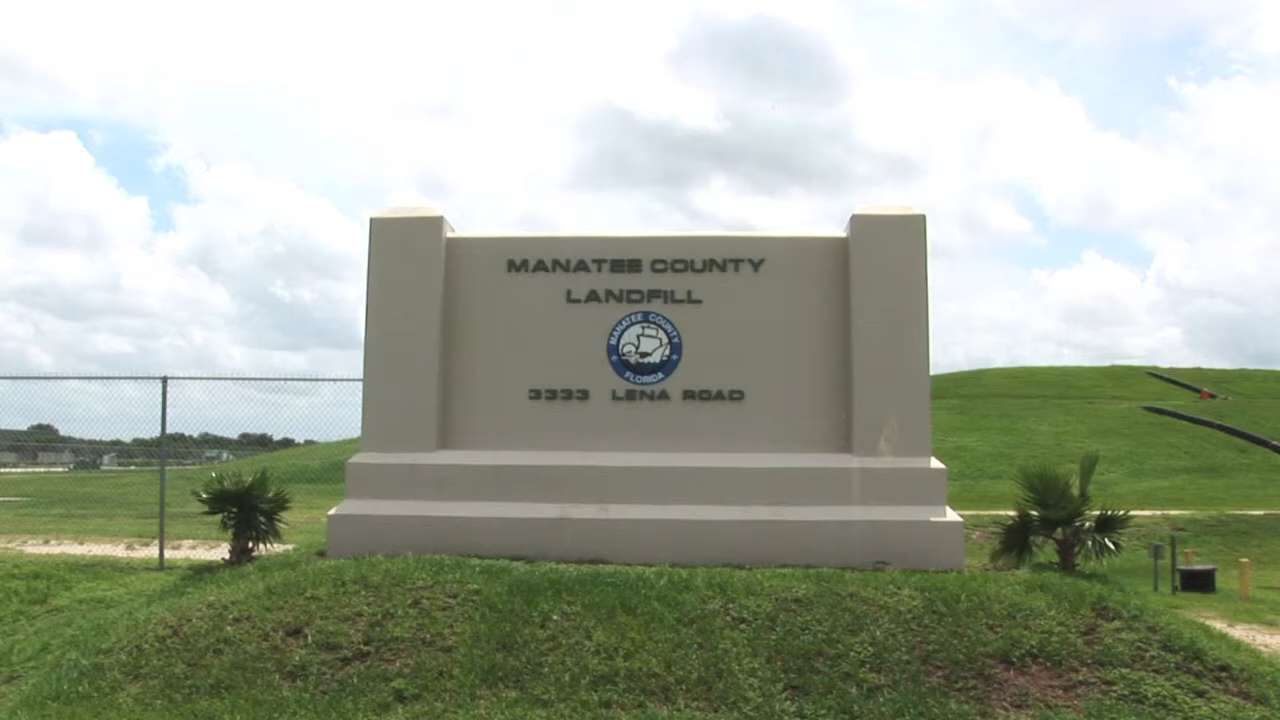 MANATEE COUNTY
LANDFILL
MANATEE COUNTY
FLORIDA
3333 LENA ROAD